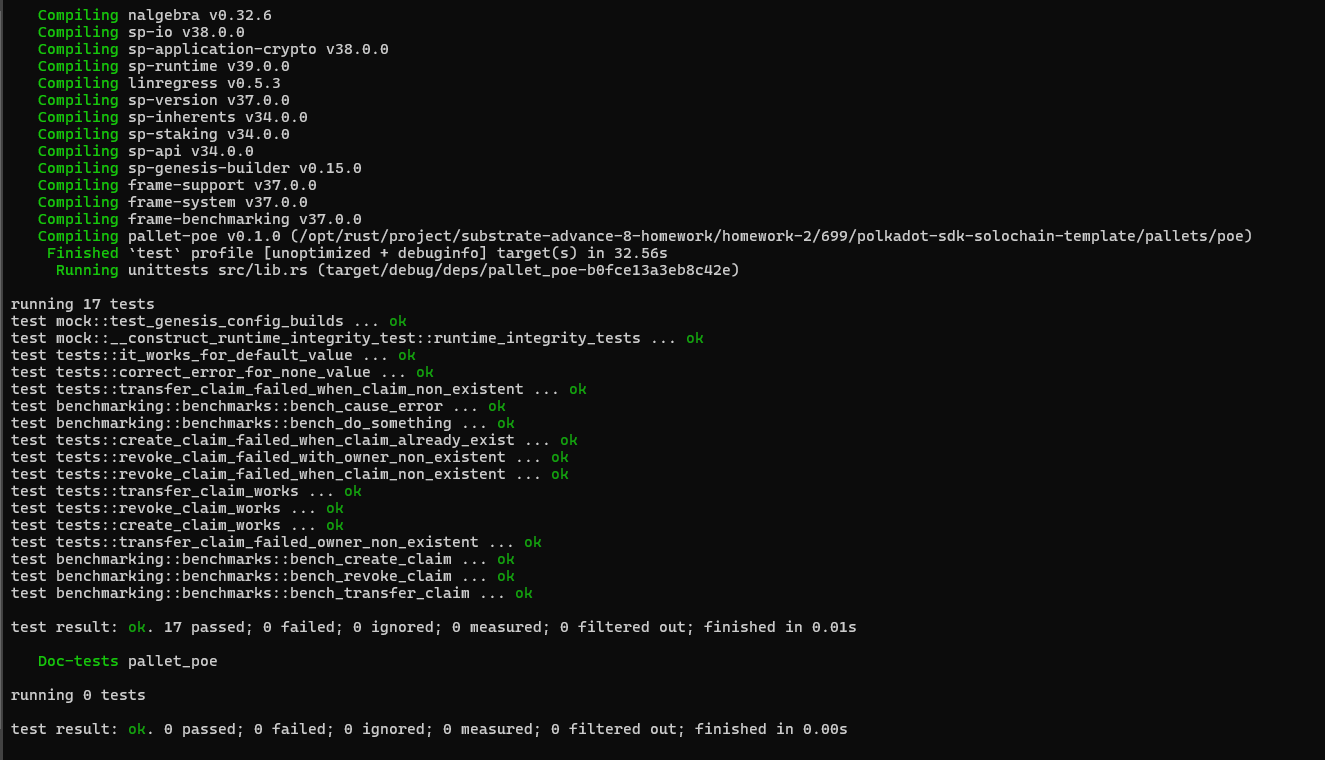 Compiling nalgebra v0.32.6
Compiling sp-io v38.0.0
Compiling sp-application-crypto v38.0.0
Compiling sp-runtime v39.0.0
Compiling linregress v0.5.3
Compiling sp-version v37.0.0
Compiling sp-inherents v34.0.0
Compiling sp-staking v34.0.0
Compiling sp-api v34.0.0
Compiling sp-genesis-builder v0.15.0
Compiling frame-support v37.0.0
Compiling frame-system v37.0.0
Compiling frame-benchmarking v37.0.0
Compiling pallet-poe v0.1.0 (/opt/rust/project/substrate-advance-8-homework/homework-2/699/polkadot-sdk-solochain-template/pallets/poe)
Finished `test` profile [unoptimized + debuginfo] target(s) in 32.56s
Running unittests src/lib.rs (target/debug/deps/pallet_poe-b0fce13a3eb8c42e)
running 17 tests
test mock::test_genesis_config_builds ... ok
test mock::__construct_runtime_integrity_test::runtime_integrity_tests ... ok
test tests::it_works_for_default_value ... ok
test tests::correct_error_for_none_value ... ok
test tests::transfer_claim_failed_when_claim_non_existent ... ok
test benchmarking::benchmarks::bench_cause_error ... ok
test benchmarking::benchmarks::bench_do_something ... ok
test tests::create_claim_failed_when_claim_already_exist ... ok
test tests::revoke_claim_failed_with_owner_non_existent ... ok
test tests::revoke_claim_failed_when_claim_non_existent ... ok
test tests::transfer_claim_works ... ok
test tests::revoke_claim_works ... ok
test tests::create_claim_works ... ok
test tests::transfer_claim_failed_owner_non_existent ... ok
test benchmarking::benchmarks::bench_create_claim ... ok
test benchmarking::benchmarks::bench_revoke_claim ... ok
test benchmarking::benchmarks::bench_transfer_claim ... ok
test result: ok. 17 passed; 0 failed; 0 ignored; 0 measured; 0 filtered out; finished in 0.01s
Doc-tests pallet_poe
running 0 tests
test result: ok. 0 passed; 0 failed; 0 ignored; 0 measured; 0 filtered out; finished in 0.00s